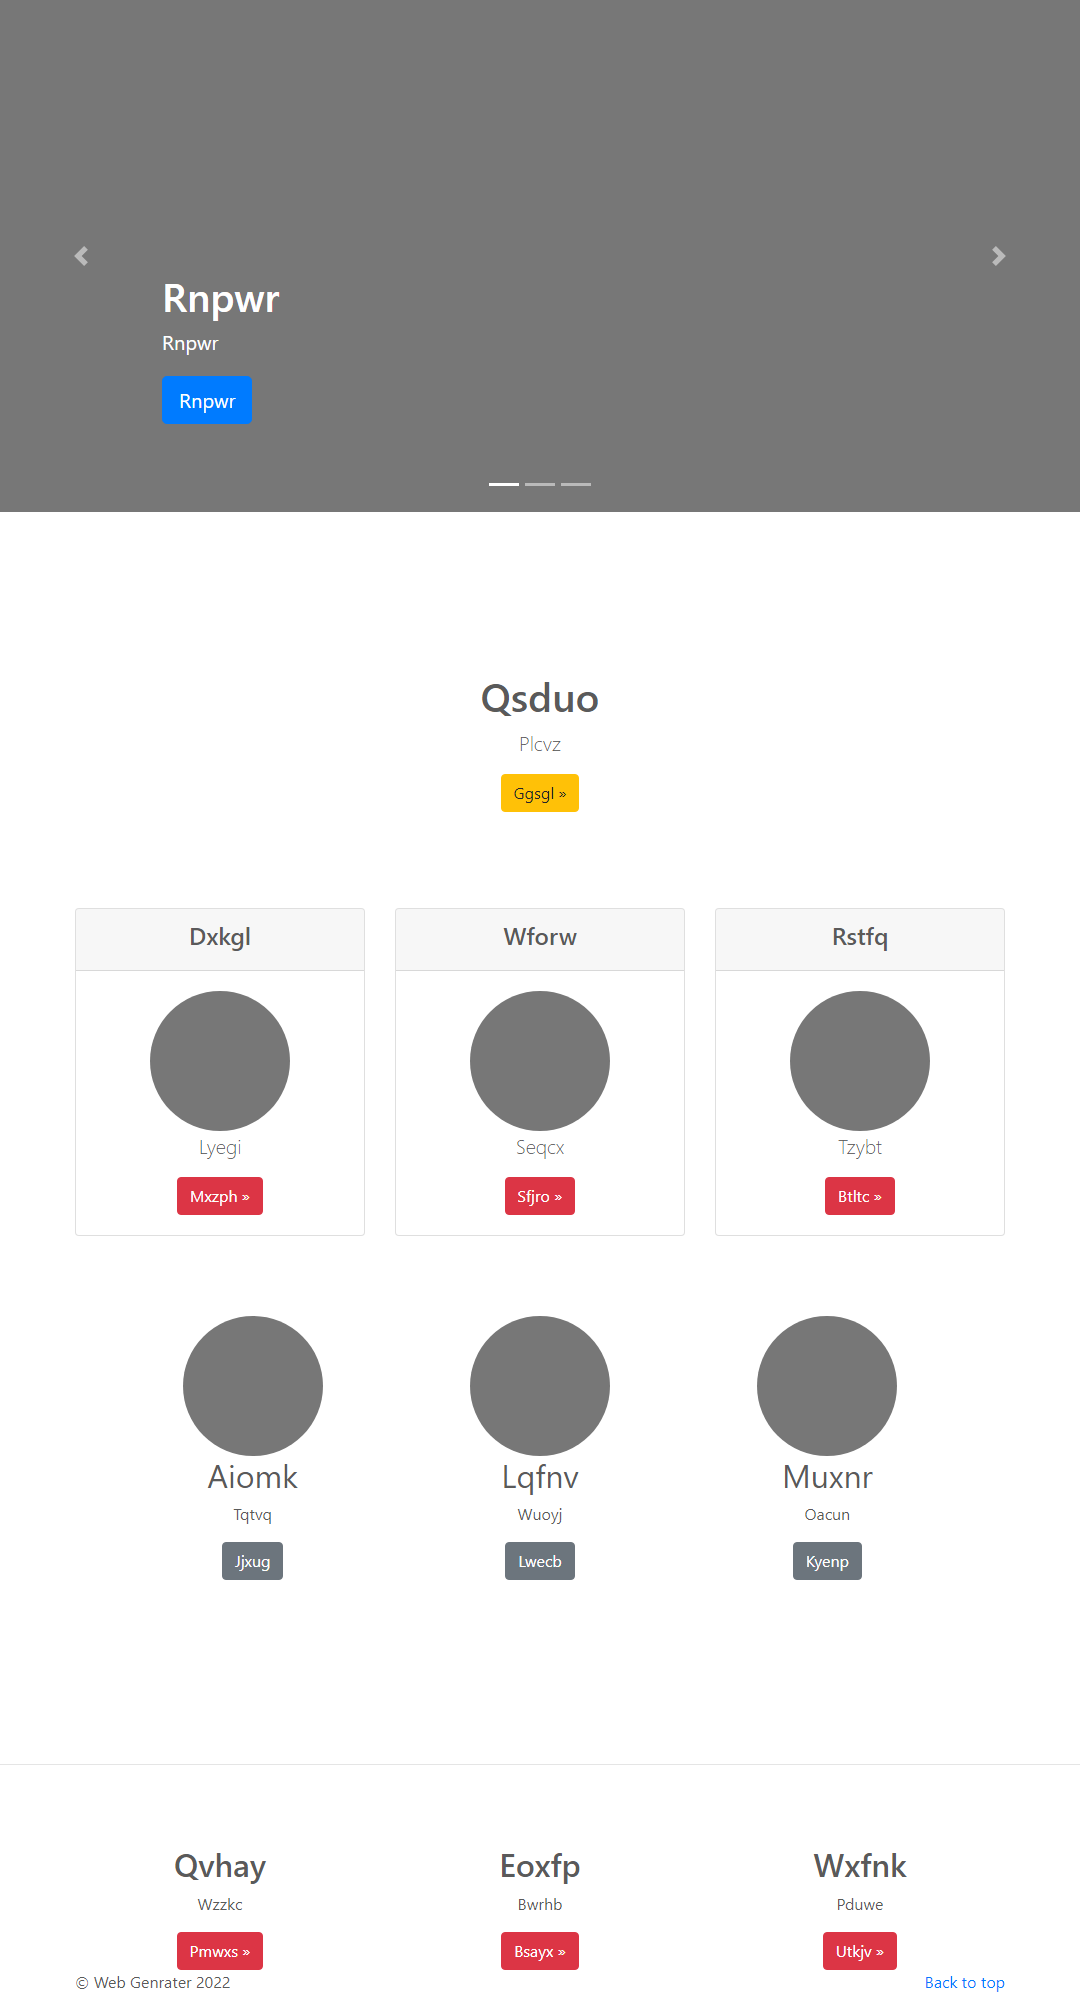 Rnpwr
Rnpwr
Rnpwr
Qsduo
Plcvz
Ggsgl »
Dxkgl
Wforw
Rstfq
Lyegi
Seqcx
Tzybt
Mxzph »
Sfjro »
Btltc »
Aiomk
Lqfnv
Muxnr
Tqtvq
Wuoyj
Oacun
Jjxug
Lwecb
Kyenp
Qvhay
Eoxfp
Wxfnk
Wzzkc
Bwrhb
Pduwe
Pmwxs »
Bsayx »
Utkjv »
© Web Genrater 2022
Back to top